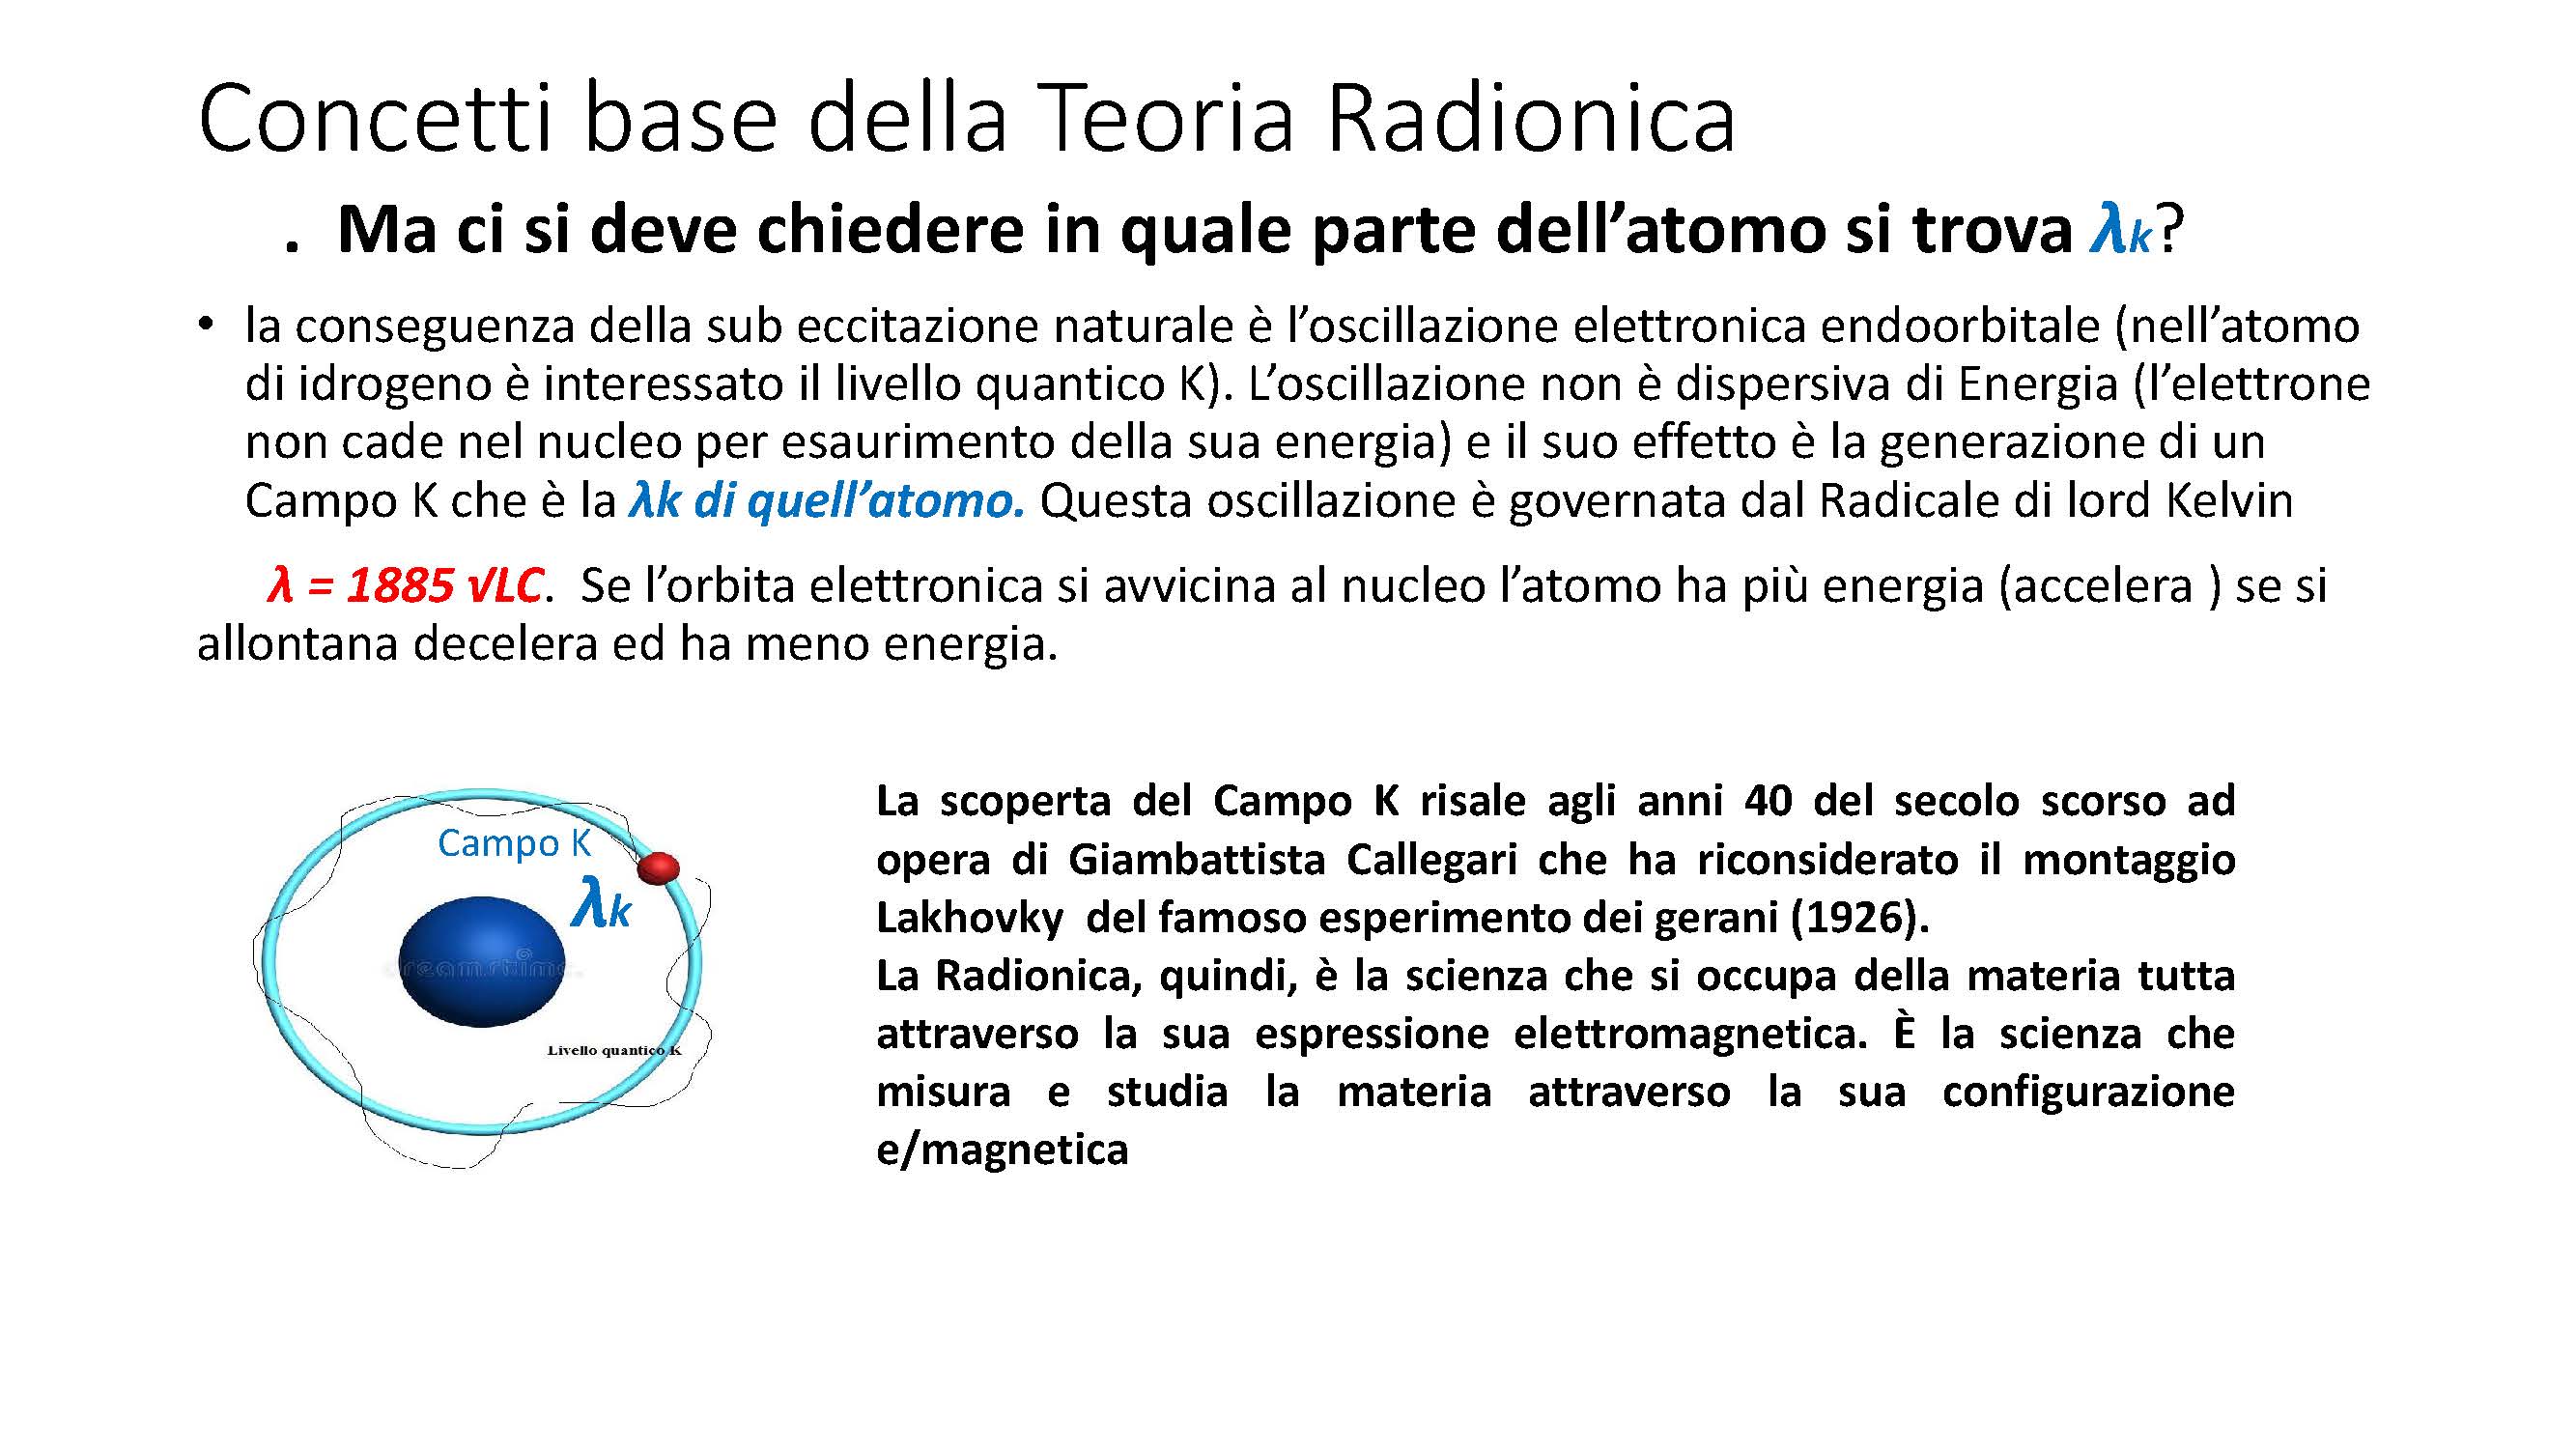 Concetti base della Teoria Radionica
. Ma ci si deve chiedere in quale parte dell’atomo si trova λk?
• la conseguenza della sub eccitazione naturale è l’oscillazione elettronica endoorbitale (nell’atomo
di idrogeno è interessato il livello quantico K). L’oscillazione non è dispersiva di Energia (l’elettrone
non cade nel nucleo per esaurimento della sua energia) e il suo effetto è la generazione di un
Campo K che è la λk di quell’atomo. Questa oscillazione è governata dal Radicale di lord Kelvin
λ = 1885 √LC. Se l’orbita elettronica si avvicina al nucleo l’atomo ha più energia (accelera ) se si
allontana decelera ed ha meno energia.
Campo K
λk
dreamstime.
Livello quantico K
La scoperta del Campo K risale agli anni 40 del secolo scorso ad
opera di Giambattista Callegari che ha riconsiderato il montaggio
Lakhovky del famoso esperimento dei gerani (1926).
La Radionica, quindi, è la scienza che si occupa della materia tutta
attraverso la sua espressione elettromagnetica. È la scienza che
misura e studia la materia attraverso la sua configurazione
e/magnetica